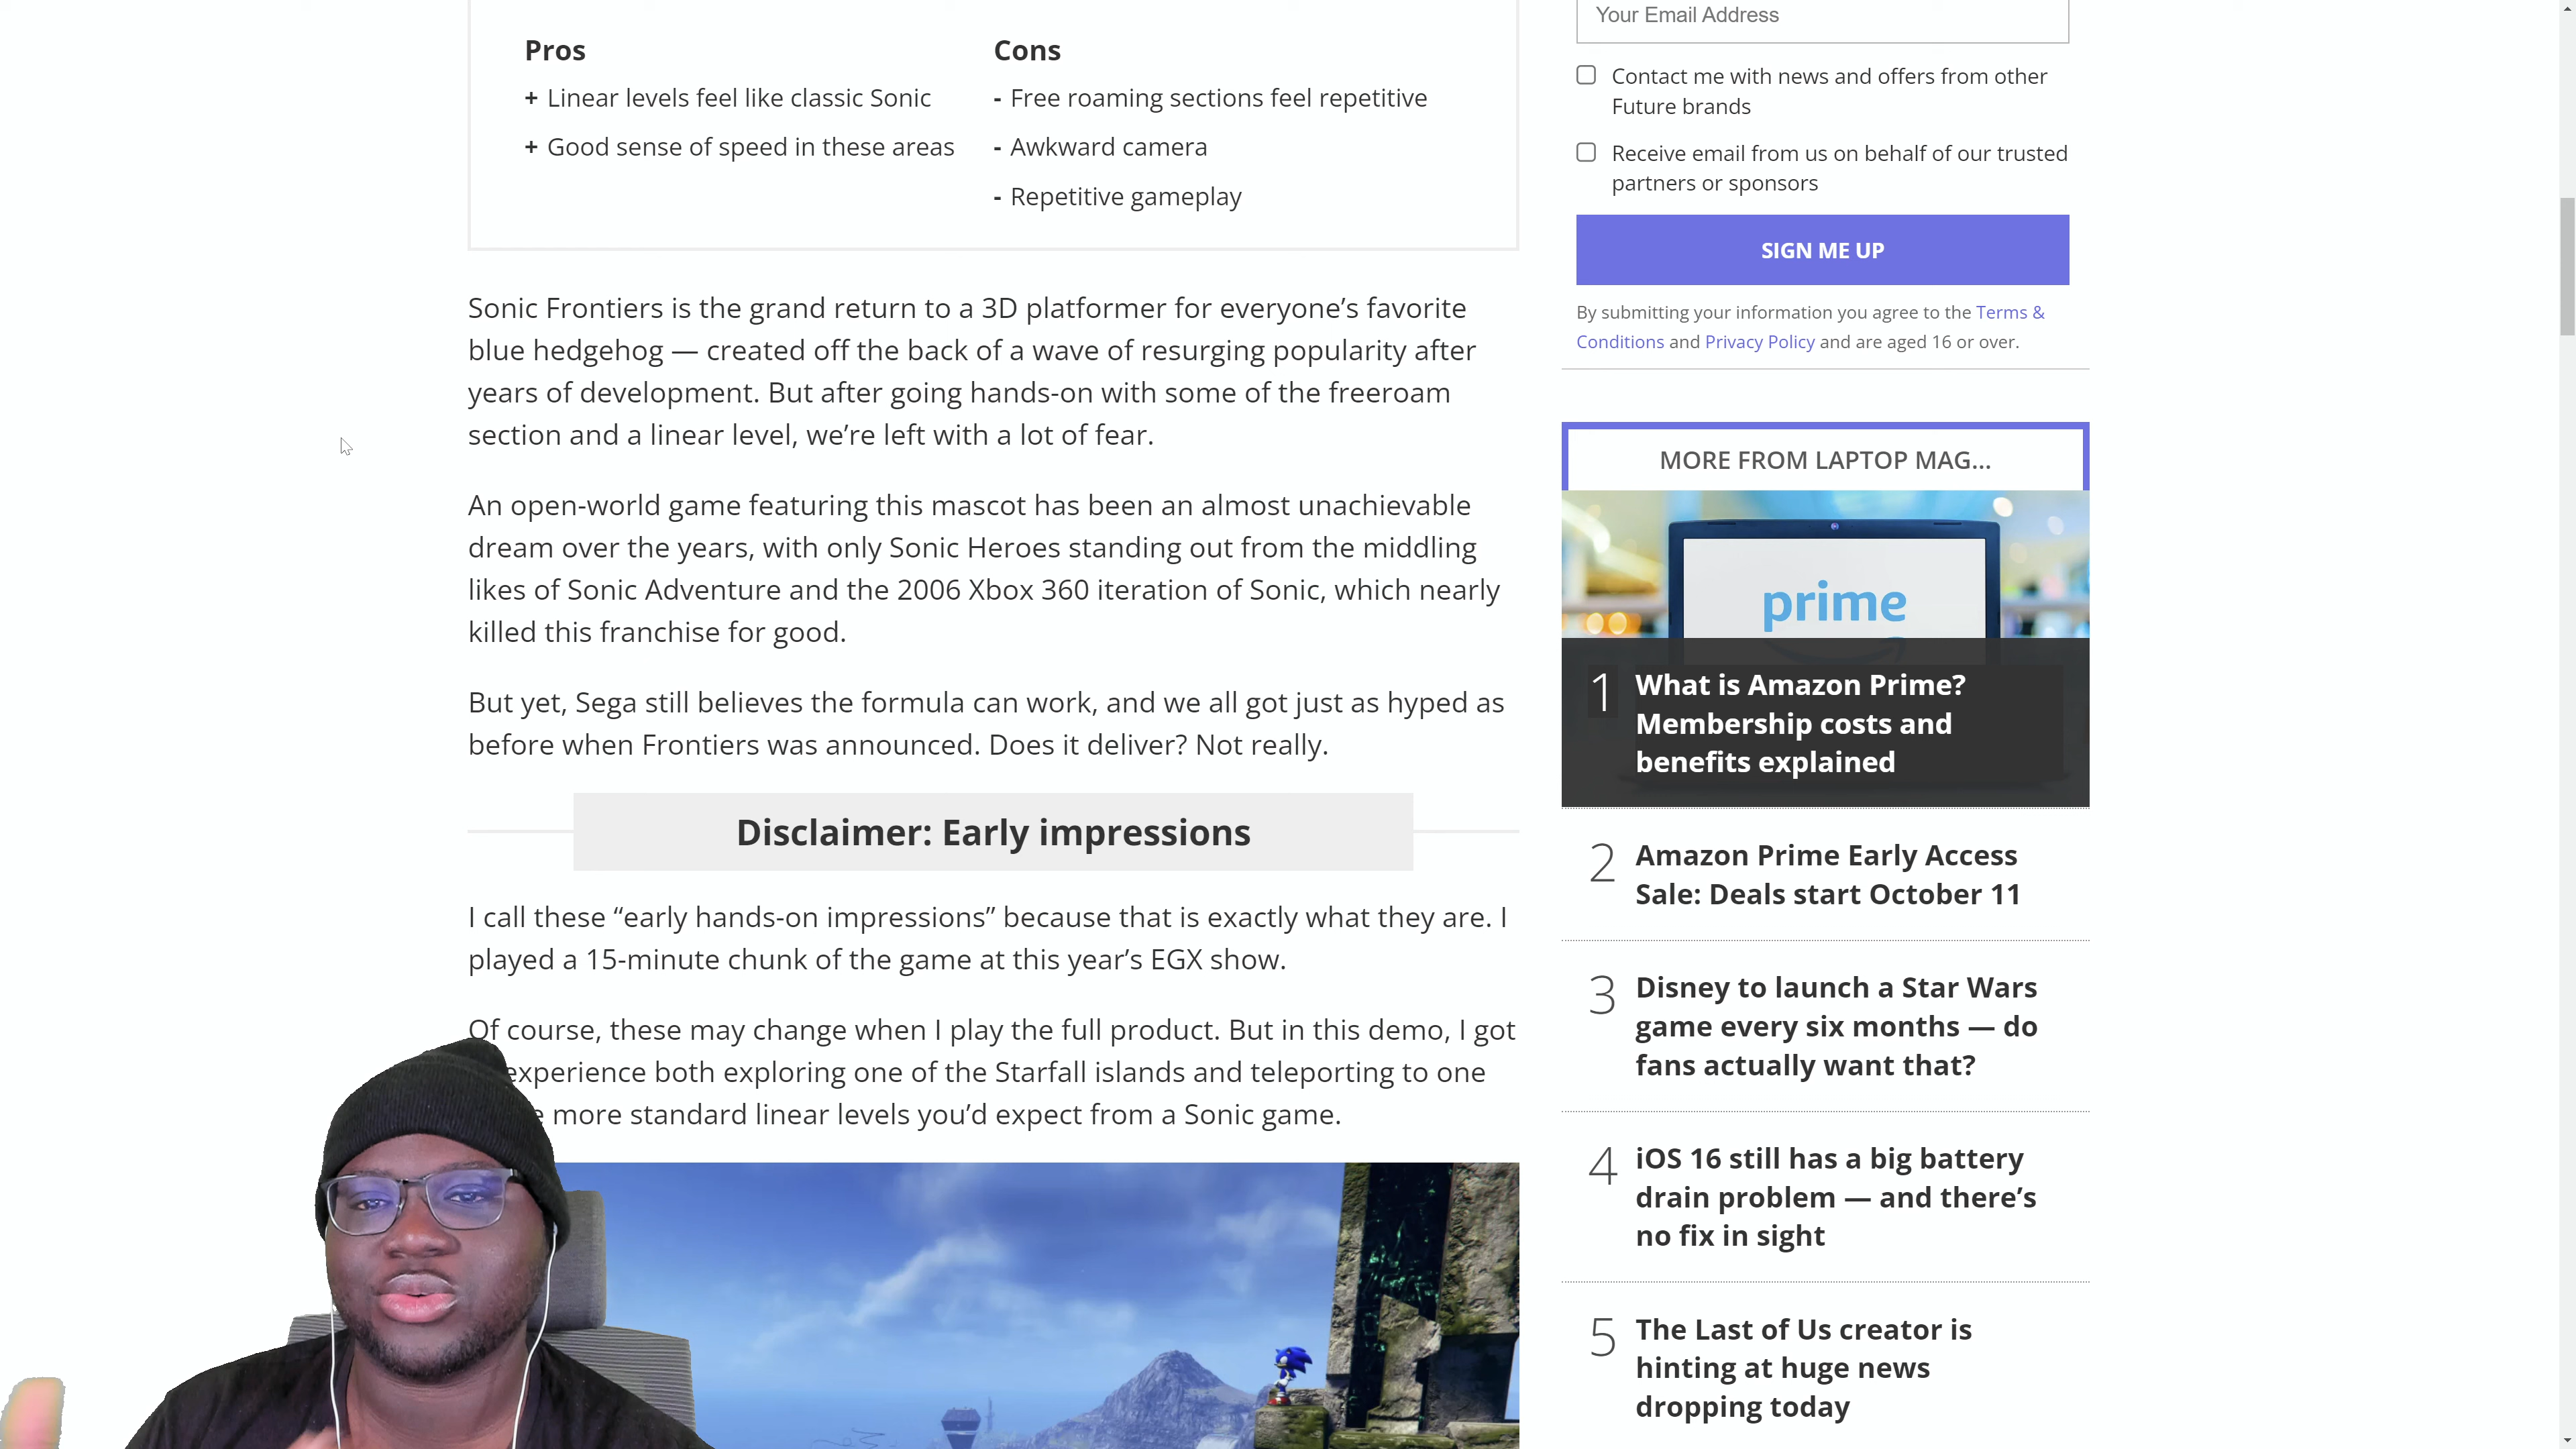 Pros
+ Linear levels feel like classic Sonic
+ Good sense of speed in these areas
Cons
- Free roaming sections feel repetitive
- Awkward camera
- Repetitive gameplay
Sonic Frontiers is the grand return to a 3D platformer for everyone’s favorite
blue hedgehog — created off the back of a wave of resurging popularity after
years of development. But after going hands-on with some of the freeroam
section and a linear level, we’re left with a lot of fear.
An open-world game featuring this mascot has been an almost unachievable
dream over the years, with only Sonic Heroes standing out from the middling
likes of Sonic Adventure and the 2006 Xbox 360 iteration of Sonic, which nearly
killed this franchise for good.
But yet, Sega still believes the formula can work, and we all got just as hyped as
before when Frontiers was announced. Does it deliver? Not really.
Disclaimer: Early impressions
I call these “early hands-on impressions” because that is exactly what they are. I
played a 15-minute chunk of the game at this year’s EGX show.
Of course, these may change when I play the full product. But in this demo, I got
experience both exploring one of the Starfall islands and teleporting to one
more standard linear levels you’d expect from a Sonic game.
Your Email Address
Contact me with news and offers from other
Future brands
Receive email from us on behalf of our trusted
partners or sponsors
SIGN ME UP
By submitting your information you agree to the Terms &
Conditions and Privacy Policy and are aged 16 or over.
MORE FROM LAPTOP MAG...
prime
1 What is Amazon Prime?
Membership costs and
benefits explained
2 Amazon Prime Early Access
Sale: Deals start October 11
3 Disney to launch a Star Wars
game every six months — do
fans actually want that?
4 iOS 16 still has a big battery
drain problem — and there’s
no fix in sight
5 The Last of Us creator is
hinting at huge news
dropping today